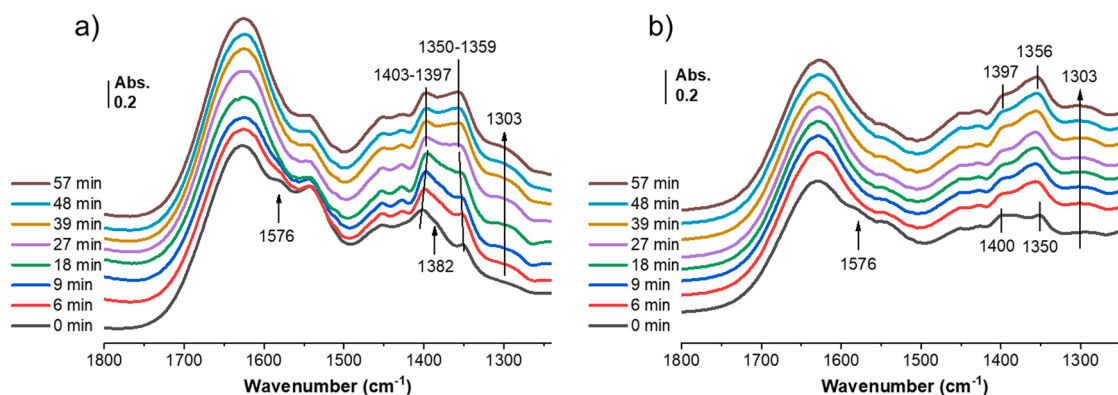 a)
Abs.
0.2
1350-1359
1403-1397
1303
57 min
48 min
39 min
27 min
18 min
9 min
6 min
0 min
1576
1382
1800 1700 1600 1500 1400 1300
Wavenumber (cm-1)
b)
Abs.
0.2
1356
1397
1303
57 min
48 min
39 min
27 min
18 min
9 min
6 min
0 min
1576
1400
1350
1800 1700 1600 1500 1400 1300
Wavenumber (cm-1)